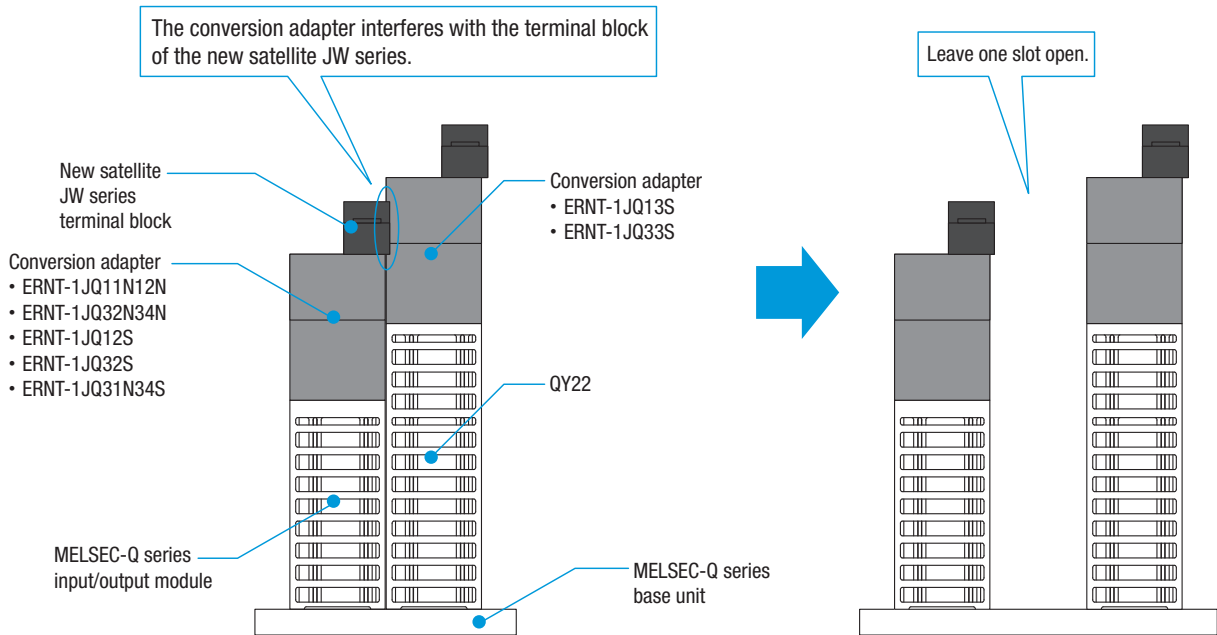 The conversion adapter interferes with the terminal block
of the new satellite JW series.
Leave one slot open.
New satellite
JW series
terminal block
Conversion adapter
• ERNT-1JQ13S
• ERNT-1JQ33S
Conversion adapter
• ERNT-1JQ11N12N
• ERNT-1JQ32N34N
• ERNT-1JQ12S
• ERNT-1JQ32S
• ERNT-1JQ31N34S
QY22
MELSEC-Q series
input/output module
MELSEC-Q series
base unit